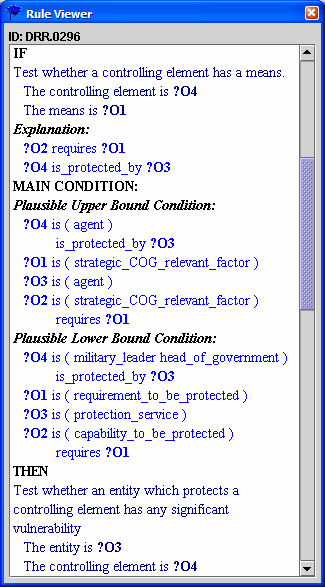 Rule Viewer
ID: DRR.0296
IF
Test whether a controlling element has a means.
The controlling element is ?O4
The means is ?O1
Explanation:
?O2 requires ?O1
?O4 is_protected_by ?O3
MAIN CONDITION:
Plausible Upper Bound Condition:
?O4 is ( agent )
is_protected_by ?O3
?O1 is ( strategic_COG_relevant_factor )
?O3 is ( agent )
?O2 is ( strategic_COG_relevant_factor )
requires ?O1
Plausible Lower Bound Condition:
?O4 is ( military_leader head_of_government )
is_protected_by ?O3
?O1 is ( requirement_to_be_protected )
?O3 is ( protection_service )
?O2 is ( capability_to_be_protected )
requires ?O1
THEN
Test whether an entity which protects a
controlling element has any significant
vulnerability
The entity is ?O3
The controlling element is ?O4